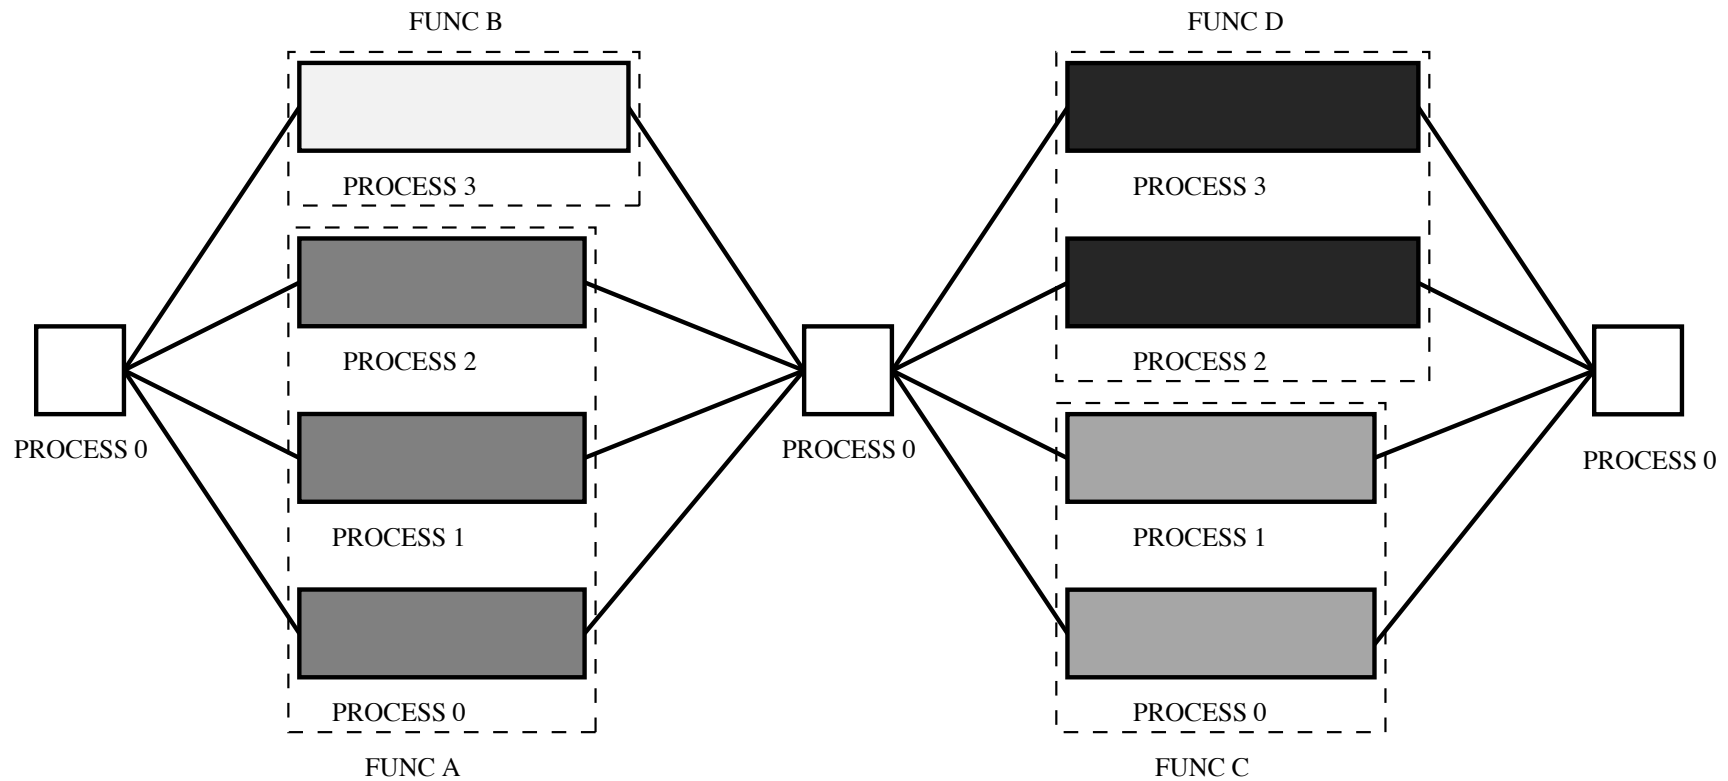 FUNC B
FUNC D
PROCESS 3
PROCESS 3
PROCESS 2
PROCESS 2
PROCESS 0
PROCESS 0
PROCESS 0
PROCESS 1
PROCESS 1
PROCESS 0
PROCESS 0
FUNC A
FUNC C